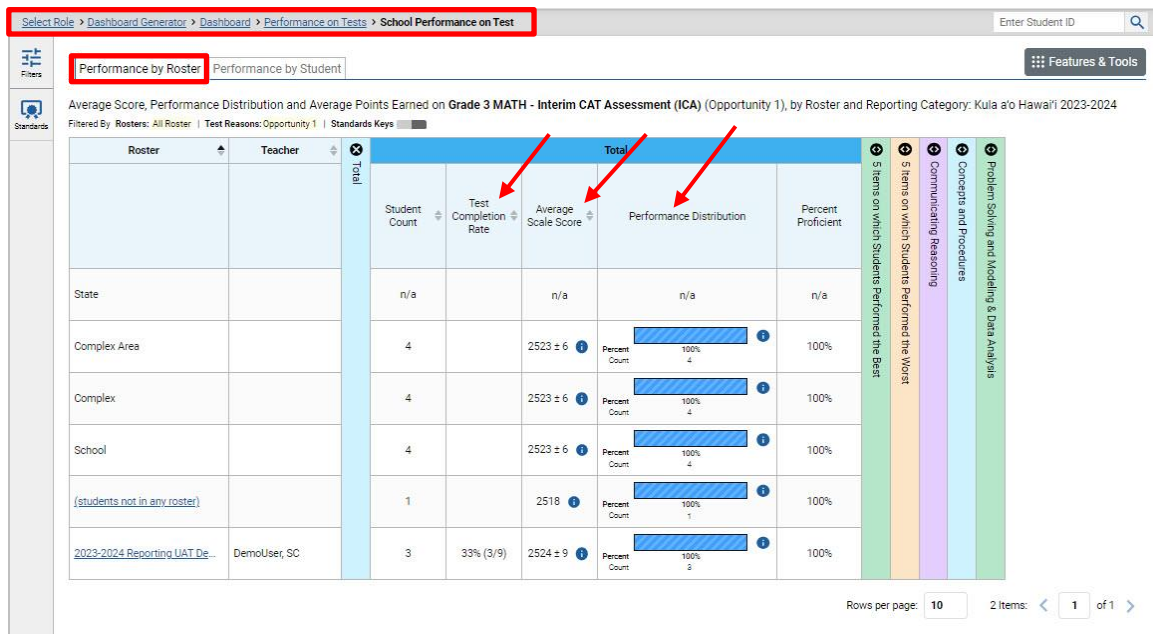 Select Role > Dashboard Generator > Dashboard > Performance on Tests > School Performance on Test
Enter Student ID
Filters
Standards
Performance by Roster Performance by Student
Features & Tools
Average Score, Performance Distribution and Average Points Earned on Grade 3 MATH - Interim CAT Assessment (ICA) (Opportunity 1), by Roster and Reporting Category: Kula a'o Hawai'i 2023-2024
Filtered By Rosters: All Roster | Test Reasons: Opportunity 1 | Standards Keys
Roster Teacher Total Total
Student Count
Test Completion Rate
Average Scale Score
Performance Distribution
Percent Proficient
5 Items on which Students Performed the Best
5 Items on which Students Performed the Worst
Communicating Reasoning
Concepts and Procedures
Problem Solving and Modeling & Data Analysis
State n/a n/a n/a n/a
Complex Area 4 2523 ± 6 Percent 100% 100%
Count 4
Complex 4 2523 ± 6 Percent 100% 100%
Count 4
School 4 2523 ± 6 Percent 100% 100%
Count 4
(students not in any roster) 1 2518 Percent 100% 100%
Count 1
2023-2024 Reporting UAT De... DemoUser, SC 3 33% (3/9) 2524 ± 9 Percent 100% 100%
Count 3
Rows per page: 10 2 Items: < 1 of 1 >